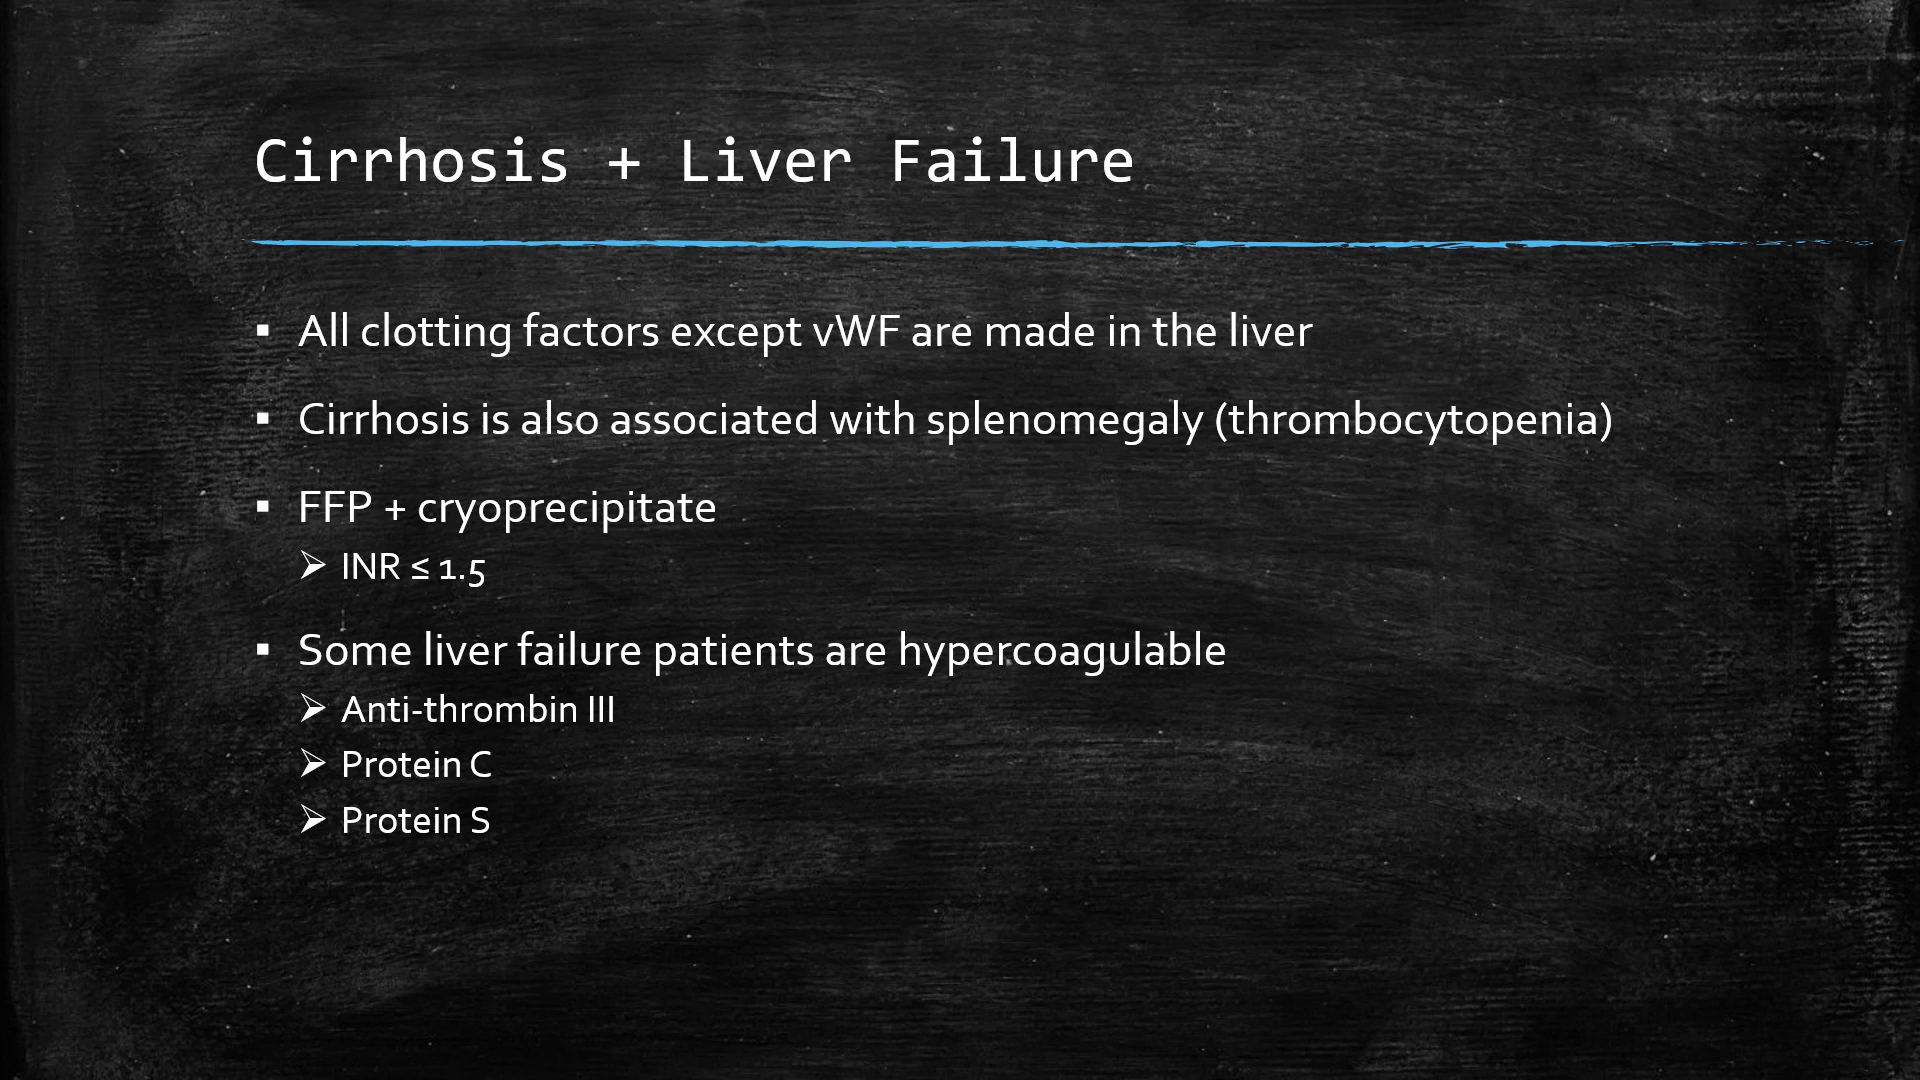 Cirrhosis + Liver Failure
▪ All clotting factors except vWF are made in the liver
▪ Cirrhosis is also associated with splenomegaly (thrombocytopenia)
▪ FFP + cryoprecipitate
➢ INR ≤ 1.5
▪ Some liver failure patients are hypercoagulable
➢ Anti-thrombin III
➢ Protein C
➢ Protein S